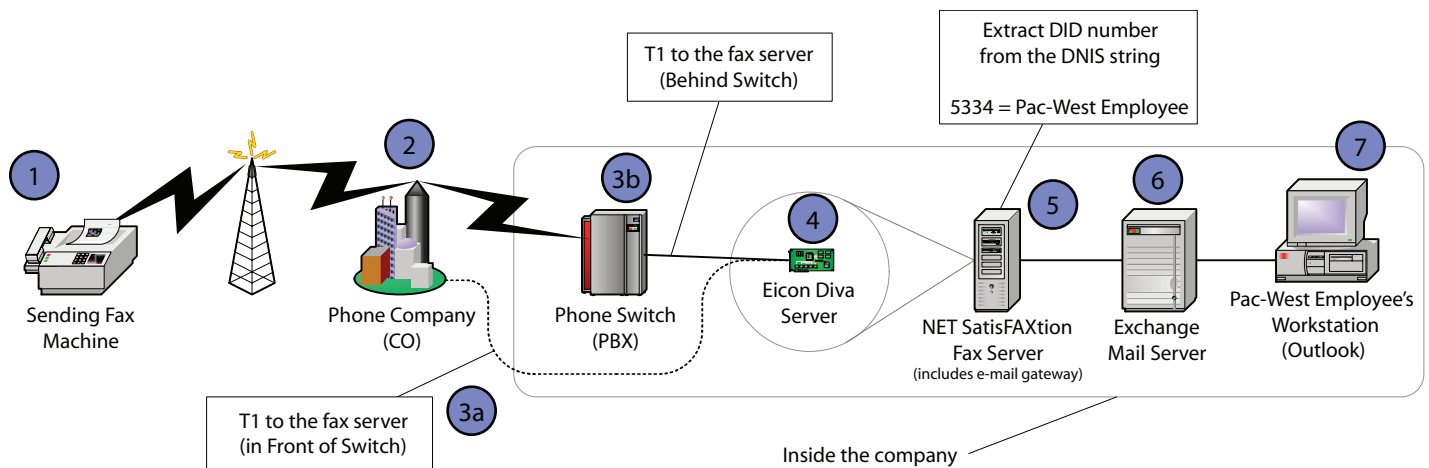 Extract DID number
from the DNIS string
5334 = Pac-West Employee
T1 to the fax server
(Behind Switch)
1
2
3b
4
5
6
7
Sending Fax
Machine
Phone Company
(CO)
Phone Switch
(PBX)
Eicon Diva
Server
NET SatisFAXtion
Fax Server
(includes e-mail gateway)
Exchange
Mail Server
Pac-West Employee's
Workstation
(Outlook)
T1 to the fax server
(in Front of Switch)
3a
Inside the company